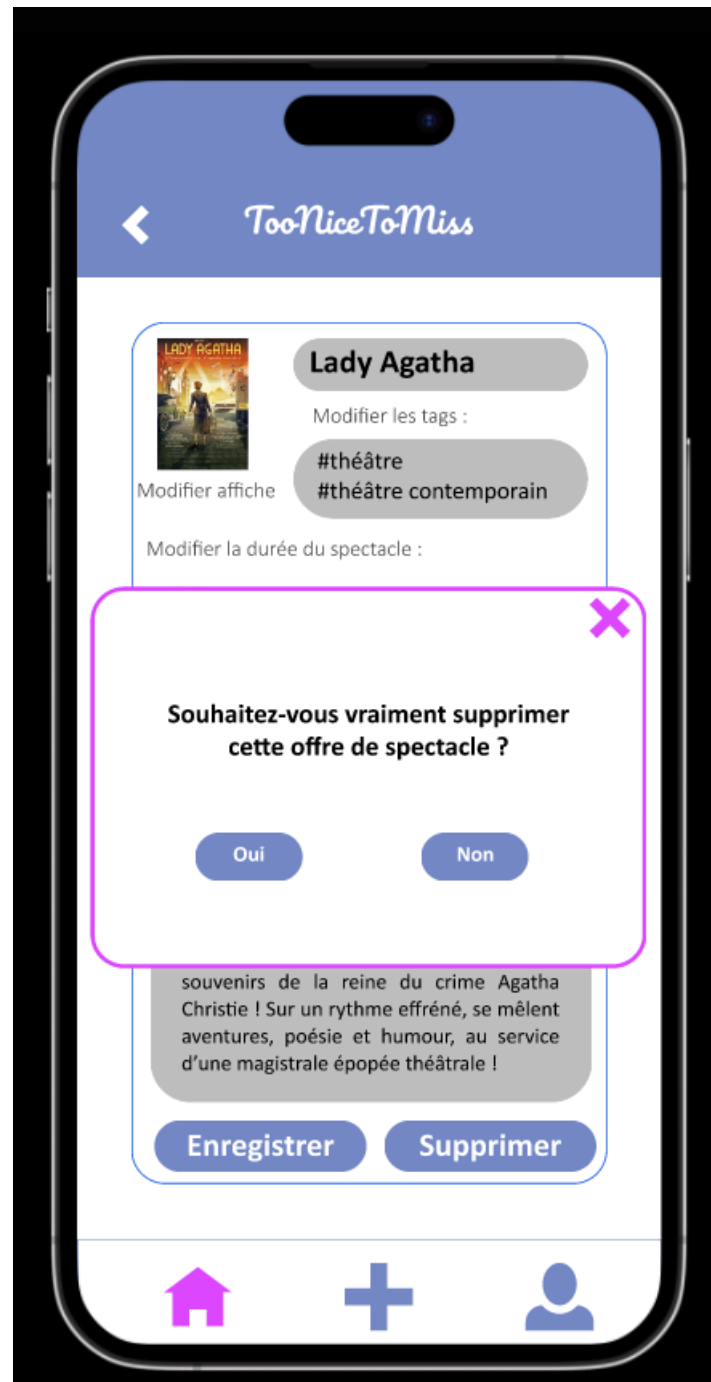 TooNiceToMiss
LADY AGATHA
Lady Agatha
Modifier les tags :
#théâtre
#théâtre contemporain
Modifier affiche
Modifier la durée du spectacle :
Souhaitez-vous vraiment supprimer
cette offre de spectacle ?
Oui
Non
souvenirs de la reine du crime Agatha
Christie ! Sur un rythme effréné, se mêlent
aventures, poésie et humour, au service
d’une magistrale épopée théâtrale !
Enregistrer
Supprimer